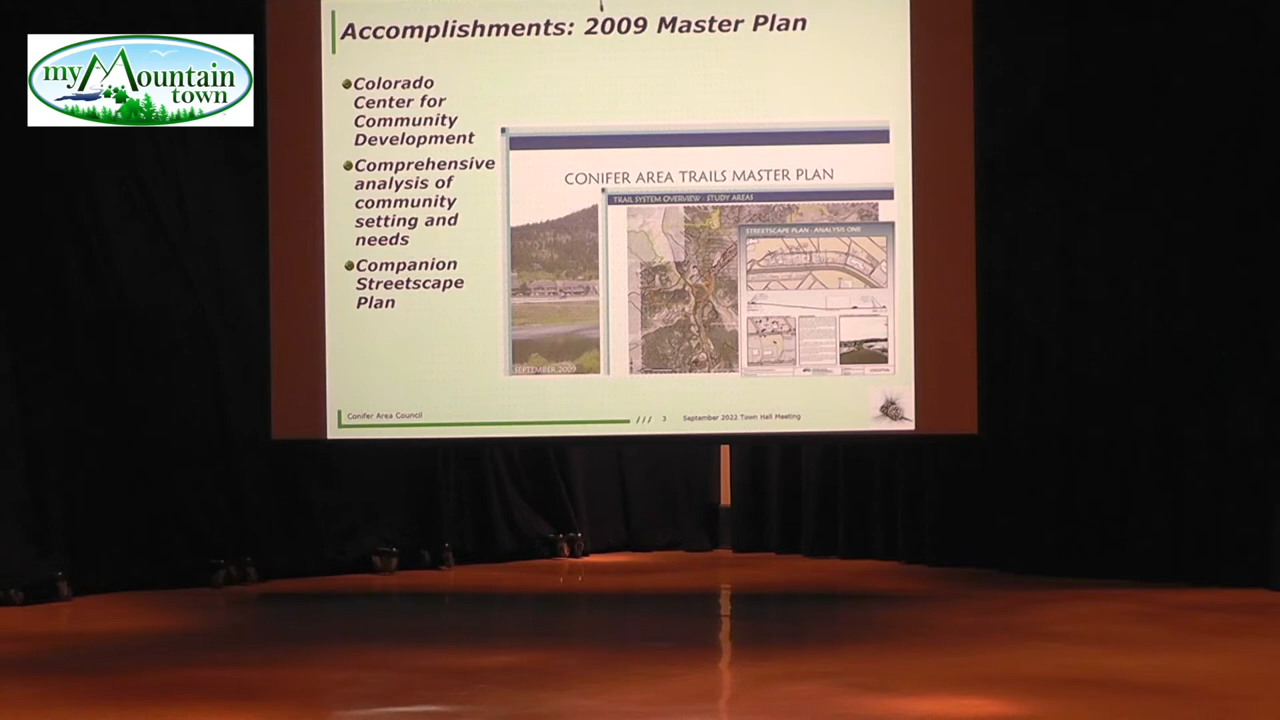 my Mountain
town
Accomplishments: 2009 Master Plan
Colorado
Center for
Community
Development
Comprehensive
analysis of
community
setting and
needs
Companion
Streetscape
Plan
CONIFER AREA TRAILS MASTER PLAN
TRAIL SYSTEM OVERVIEW - STUDY AREAS
STREETSCAPE PLAN - ANALYSIS ONE
SEPTEMBER 2009
Conifer Area Council
/// 3
September 2022 Town Hall Meeting